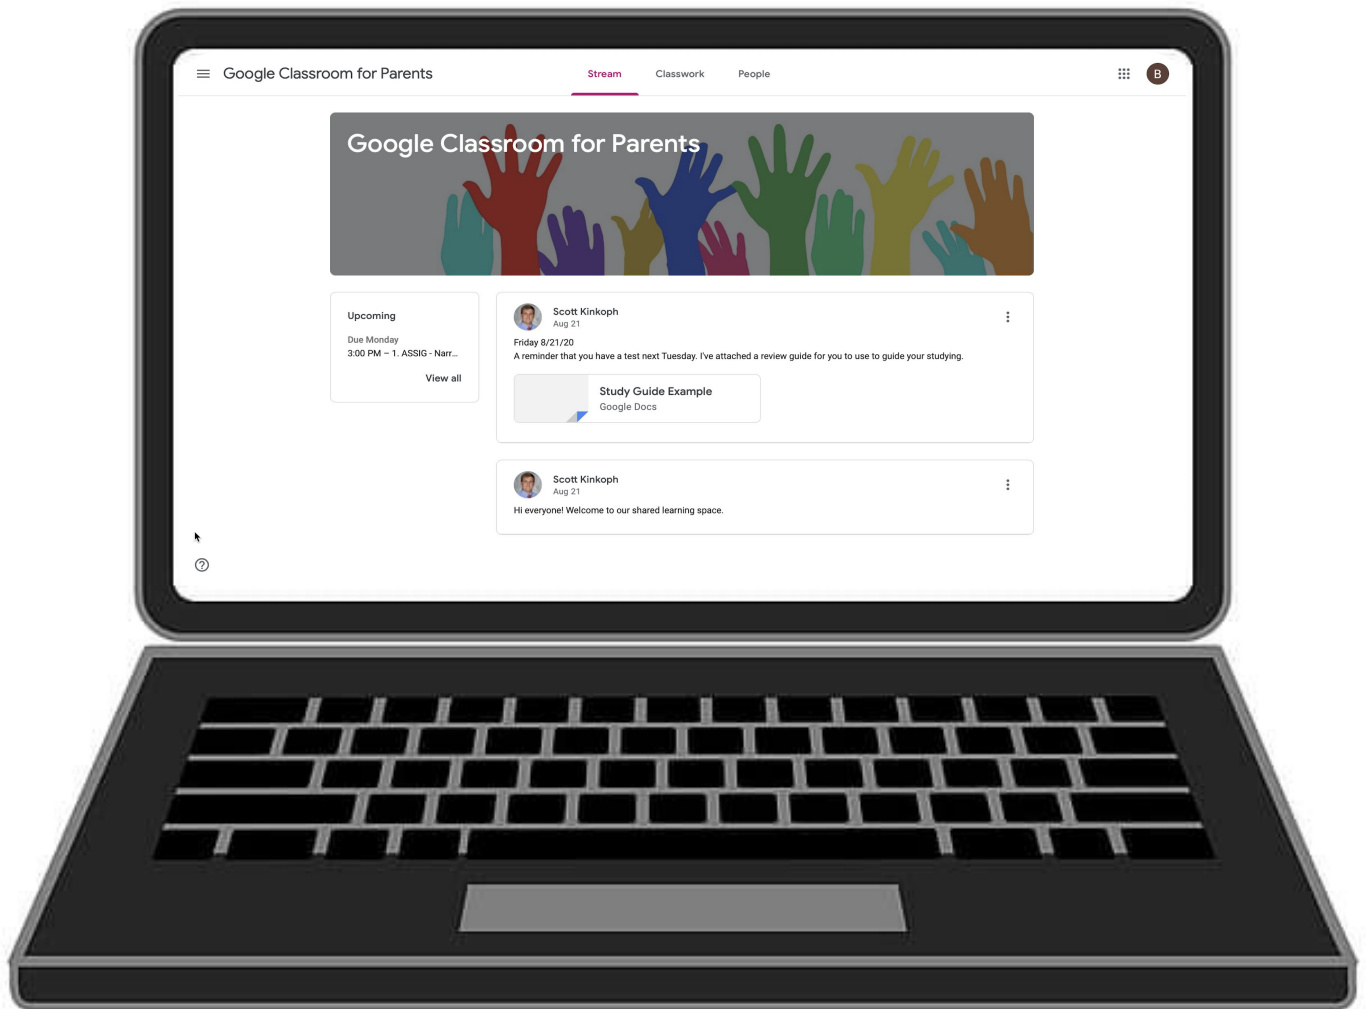 Google Classroom for Parents
Stream
Classwork
People
B
Google Classroom for Parents
Upcoming
Due Monday
3:00 PM – 1. ASSIG - Narr...
View all
Scott Kinkoph
Aug 21
Friday 8/21/20
A reminder that you have a test next Tuesday. I've attached a review guide for you to use to guide your studying.
Study Guide Example
Google Docs
Scott Kinkoph
Aug 21
Hi everyone! Welcome to our shared learning space.
?